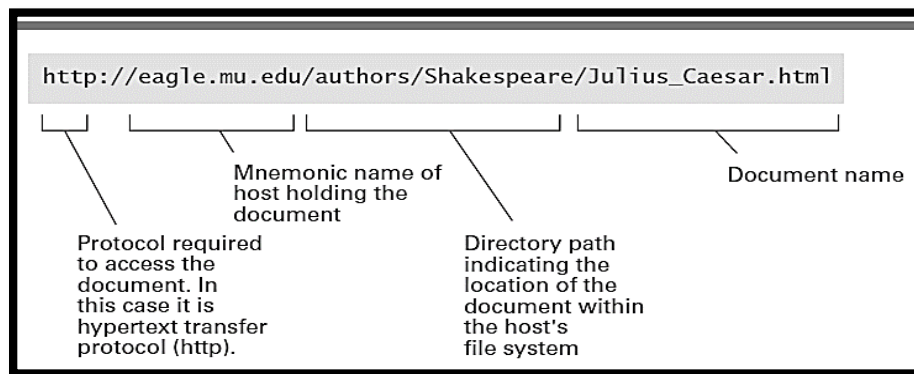 http://eagle.mu.edu/authors/Shakespeare/Julius_Caesar.html
Mnemonic name of
host holding the
document
Document name
Protocol required
to access the
document. In
this case it is
hypertext transfer
protocol (http).
Directory path
indicating the
location of the
document within
the host's
file system